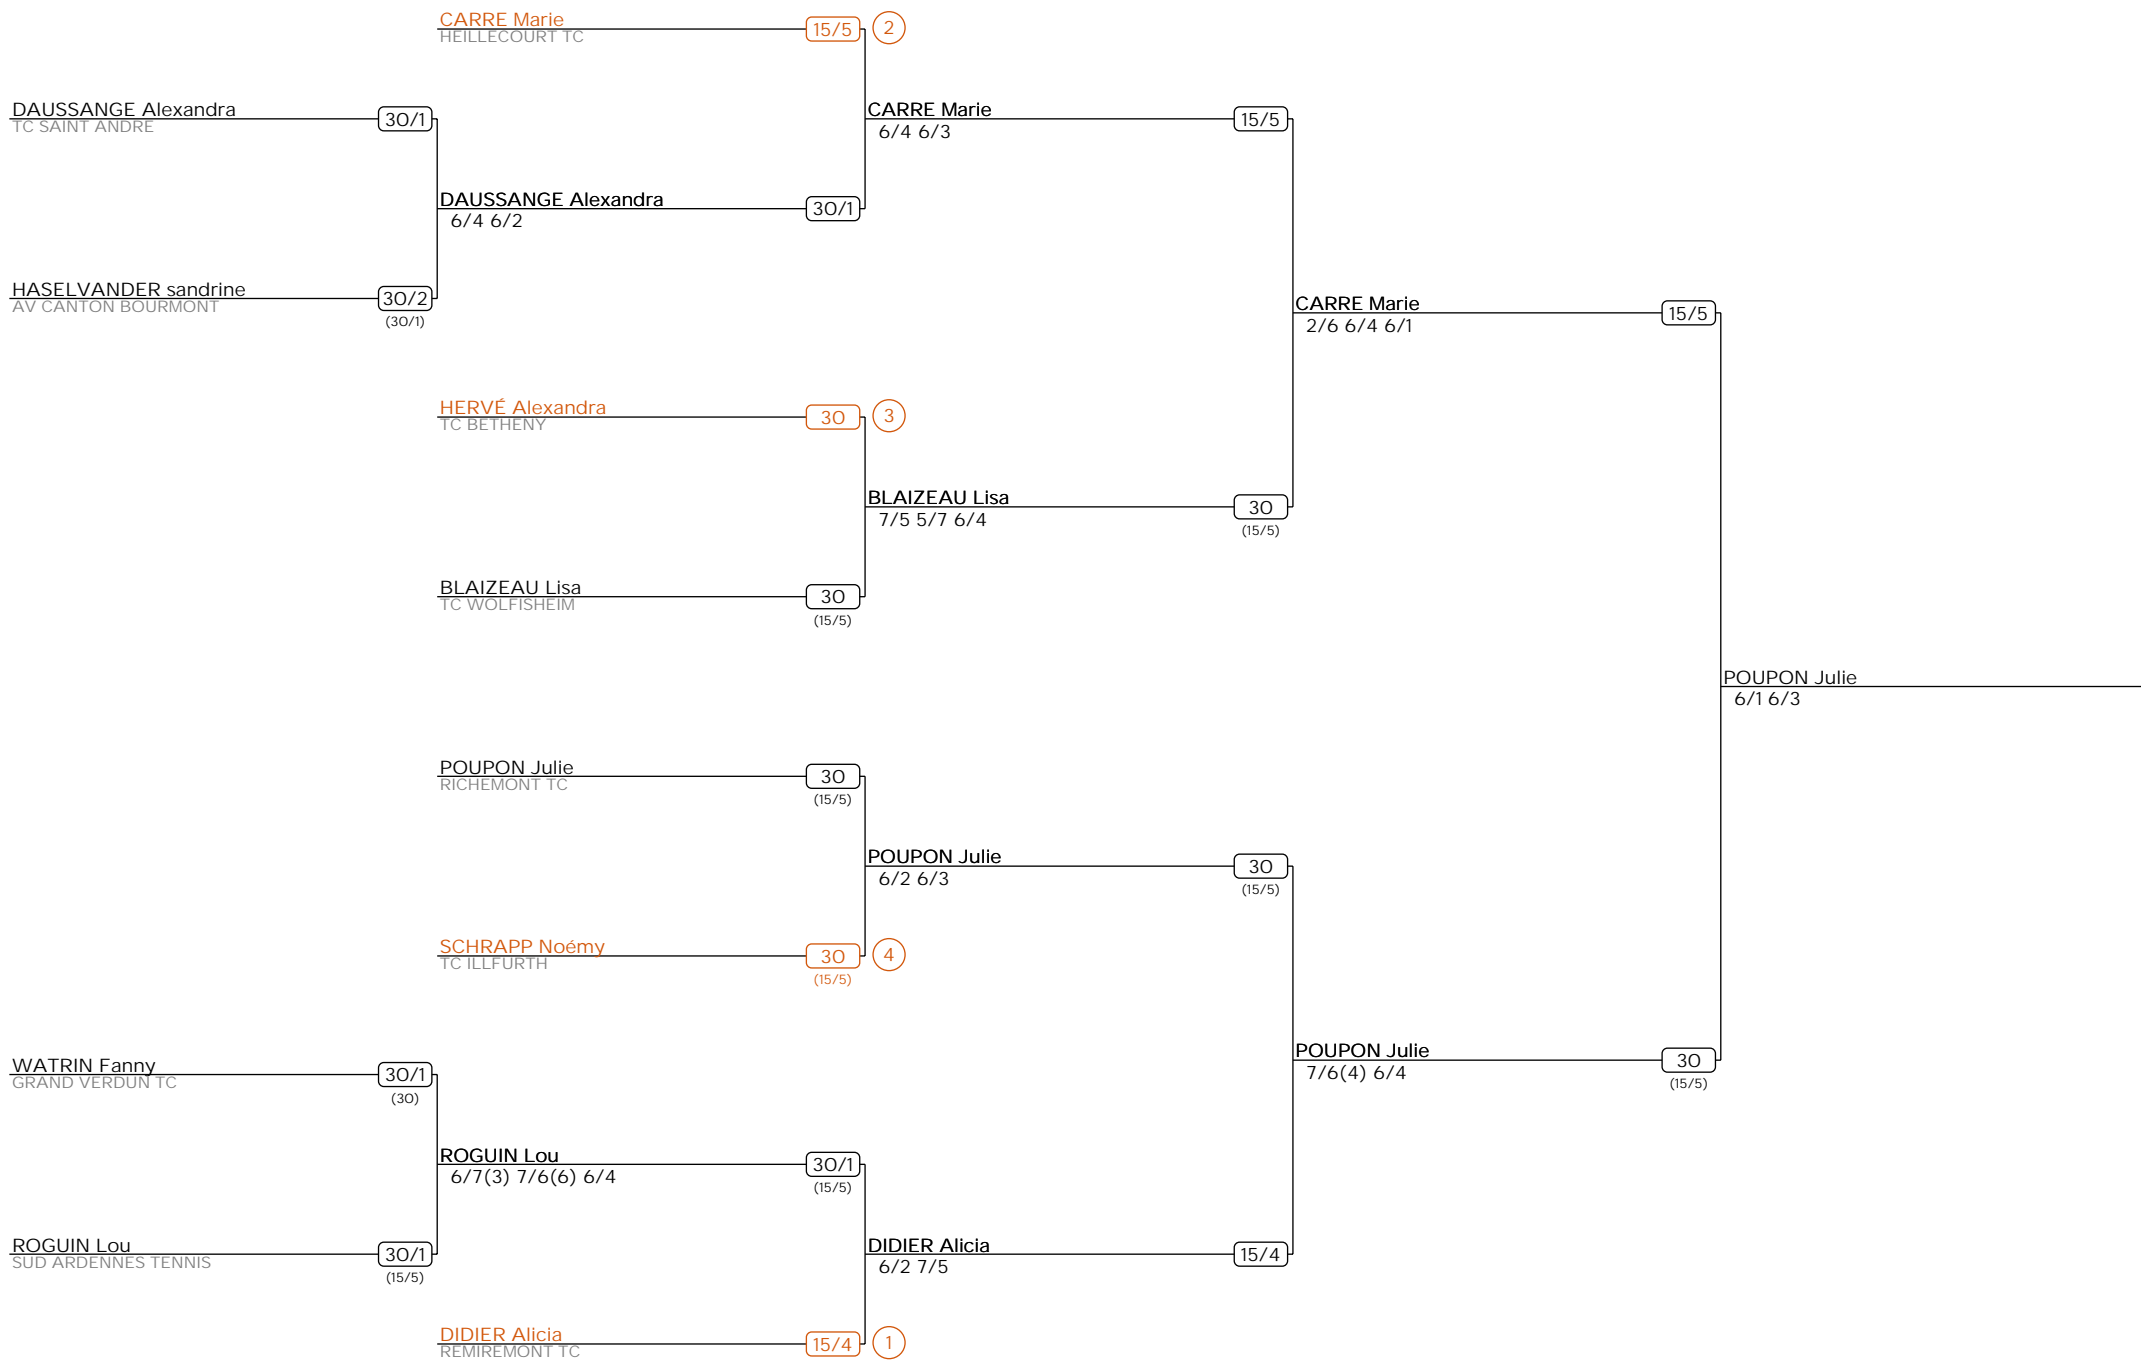 CARRE Marie
HEILLECOURT TC
15/5
2
DAUSSANGE Alexandra
TC SAINT ANDRE
30/1
CARRE Marie
6/4 6/3
15/5
DAUSSANGE Alexandra
6/4 6/2
30/1
HASELVANDER sandrine
AV CANTON BOURMONT
30/2
(30/1)
CARRE Marie
2/6 6/4 6/1
15/5
HERVÉ Alexandra
TC BETHENY
30
3
BLAIZEAU Lisa
7/5 5/7 6/4
30
(15/5)
BLAIZEAU Lisa
TC WOLFISHEIM
30
(15/5)
POUPON Julie
6/1 6/3
POUPON Julie
RICHEMONT TC
30
(15/5)
POUPON Julie
6/2 6/3
30
(15/5)
SCHRAPP Noémy
TC ILLFURTH
30
(15/5)
4
POUPON Julie
7/6(4) 6/4
30
(15/5)
WATRIN Fanny
GRAND VERDUN TC
30/1
(30)
ROGUIN Lou
6/7(3) 7/6(6) 6/4
30/1
(15/5)
ROGUIN Lou
SUD ARDENNES TENNIS
30/1
(15/5)
DIDIER Alicia
6/2 7/5
15/4
DIDIER Alicia
REMIREMONT TC
15/4
1